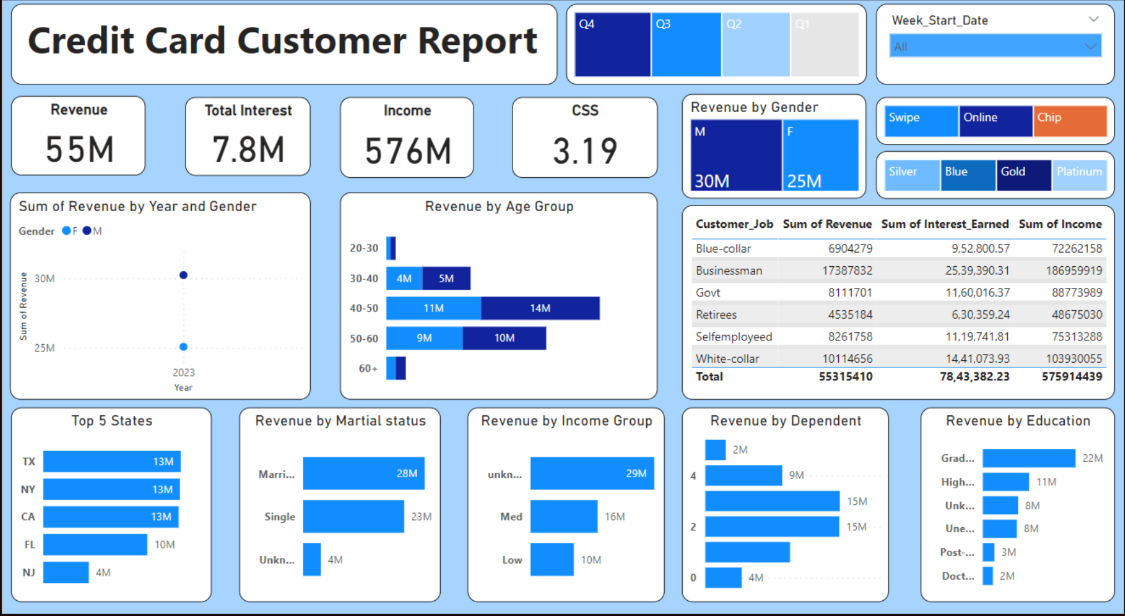 Credit Card Customer Report
Q4 Q3 Q2 Q1
Week_Start_Date
All
Revenue
55M
Total Interest
7.8M
Income
576M
CSS
3.19
Revenue by Gender
M F
30M 25M
Swipe Online Chip
Silver Blue Gold Platinum
Sum of Revenue by Year and Gender
Gender F M
Sum of Revenue
30M
25M
2023
Year
Revenue by Age Group
20-30
30-40 4M 5M
40-50 11M 14M
50-60 9M 10M
60+
Customer_Job Sum of Revenue Sum of Interest_Earned Sum of Income
Blue-collar 6904279 9,52,800.57 72262158
Businessman 17387832 25,39,390.31 186959919
Govt 8111701 11,60,016.37 88773989
Retirees 4535184 6,30,359.24 48675030
Selfemployeed 8261758 11,19,741.81 75313288
White-collar 10114656 14,41,073.93 103930055
Total 55315410 78,43,382.23 575914439
Top 5 States
TX 13M
NY 13M
CA 13M
FL 10M
NJ 4M
Revenue by Martial status
Marri... 28M
Single 23M
Unkn... 4M
Revenue by Income Group
unkn... 29M
Med 16M
Low 10M
Revenue by Dependent
2M
4 9M
15M
2 15M
0 4M
Revenue by Education
Grad... 22M
High... 11M
Unk... 8M
Une... 8M
Post-... 3M
Doct... 2M